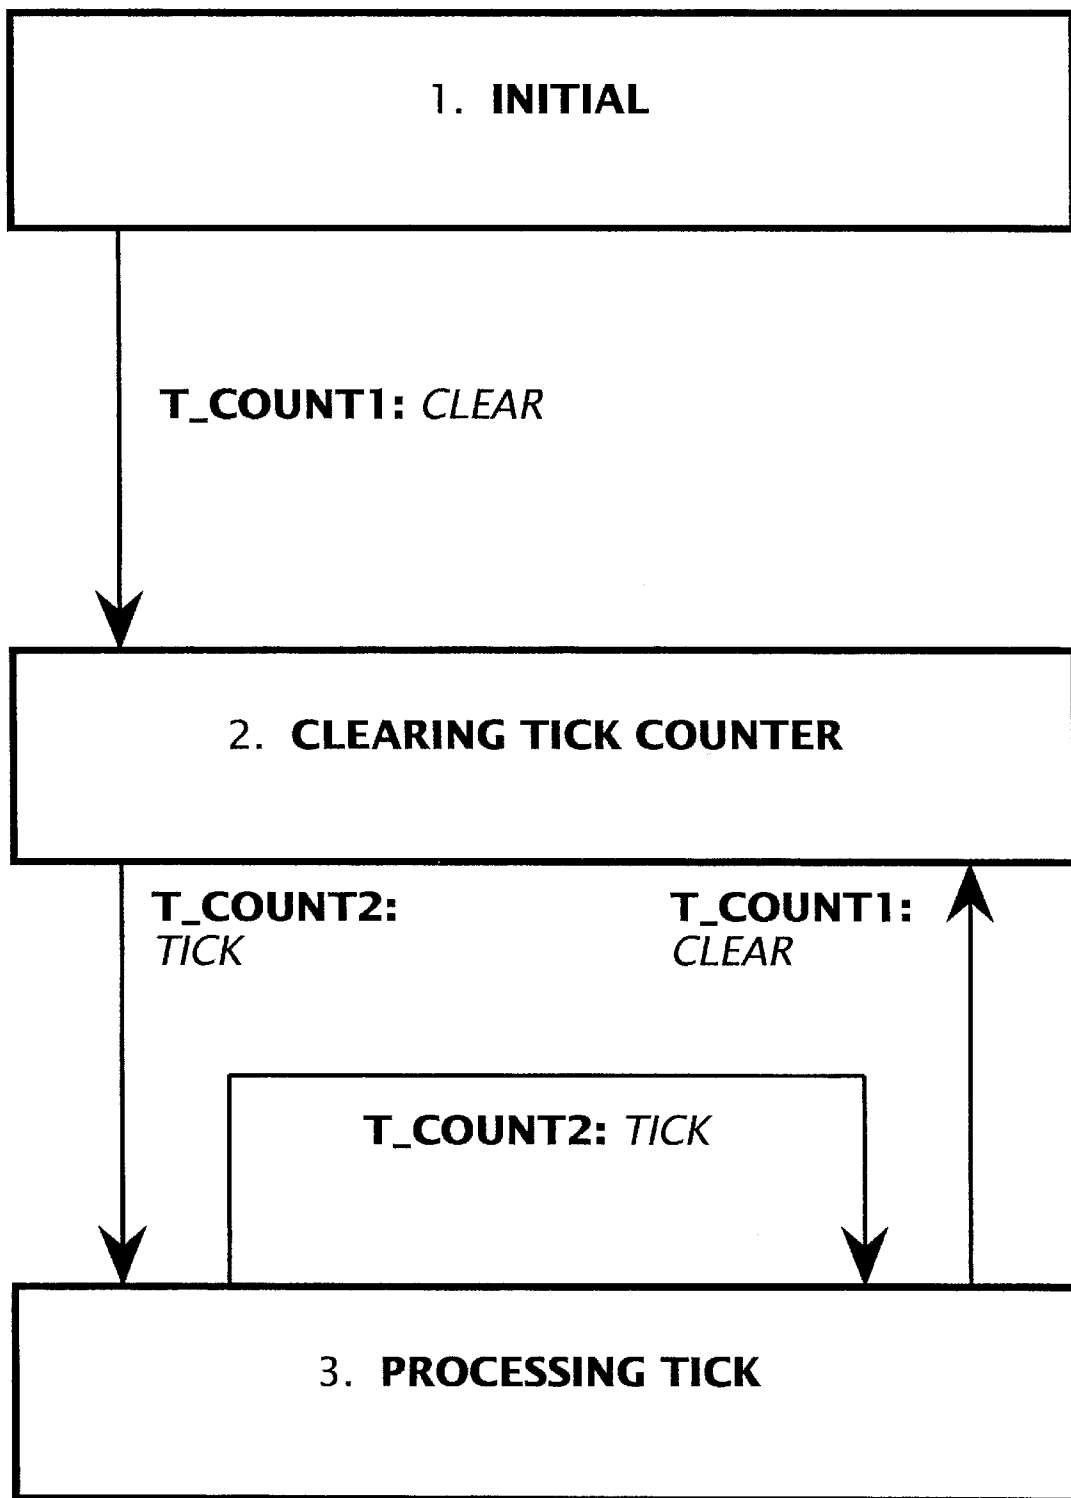 1. INITIAL
T_COUNT1: CLEAR
2. CLEARING TICK COUNTER
T_COUNT2:
TICK
T_COUNT1:
CLEAR
T_COUNT2: TICK
3. PROCESSING TICK